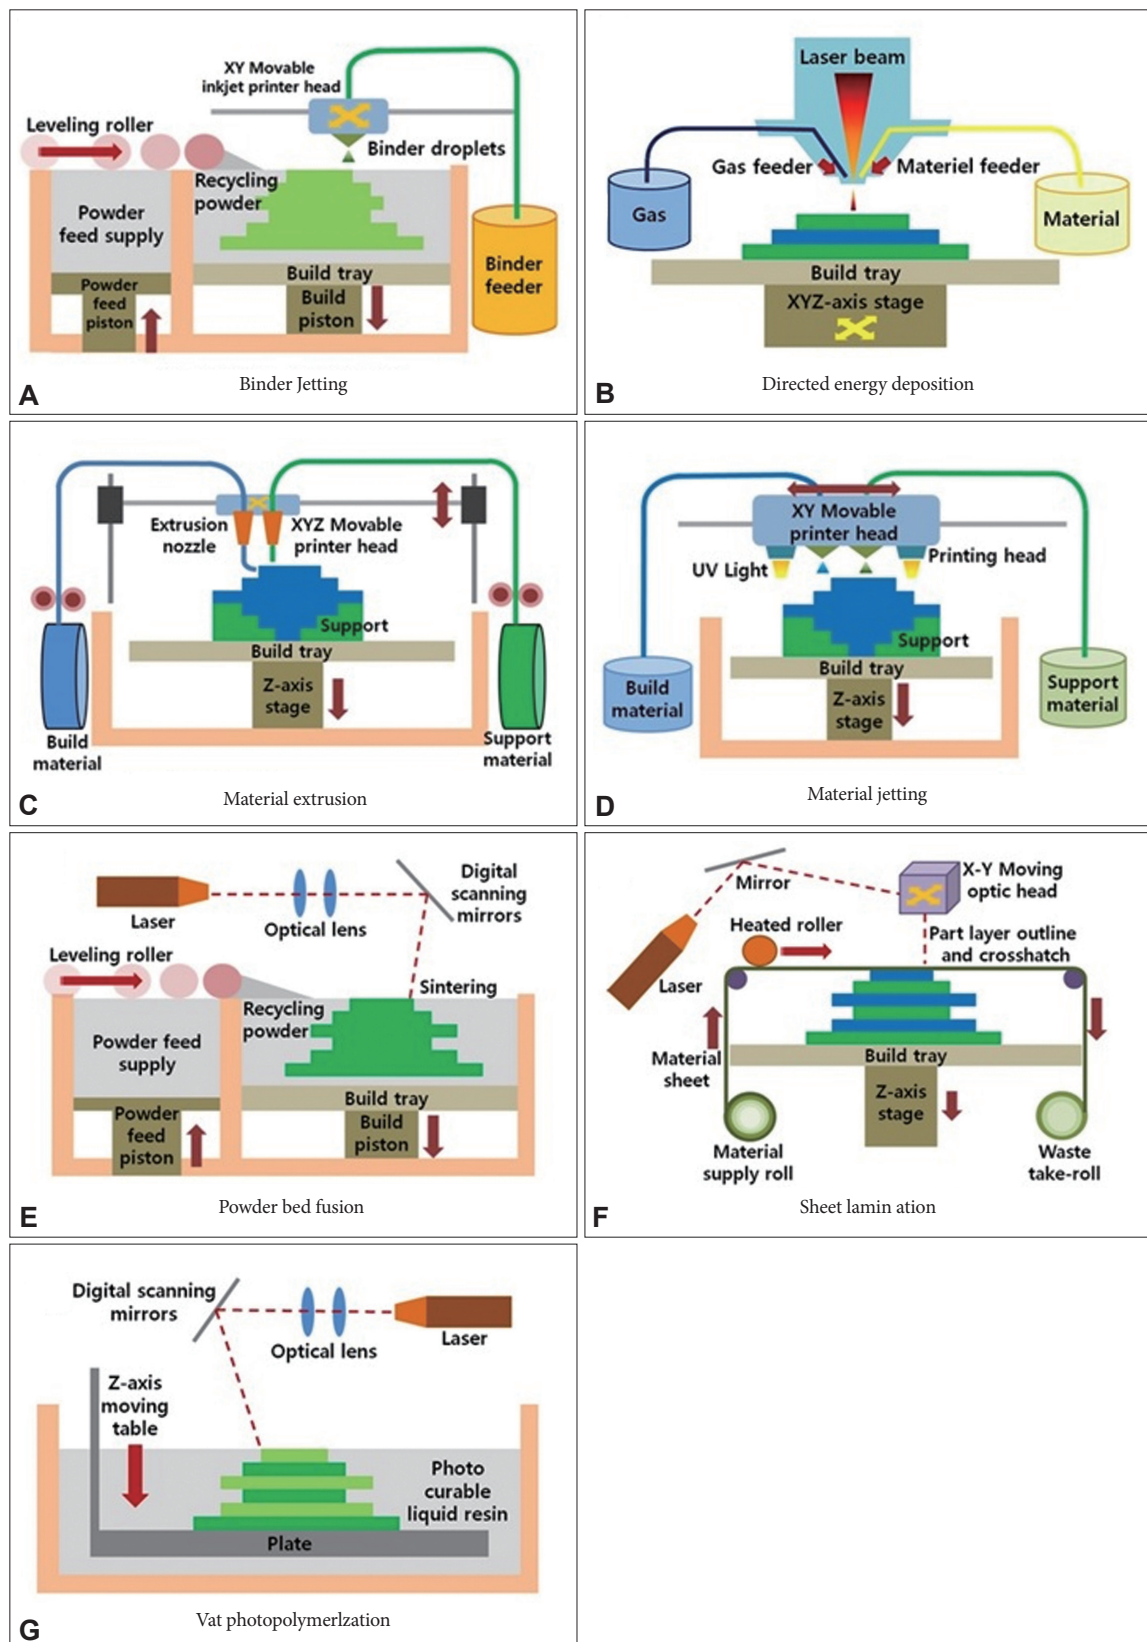 XY Movable
inkjet printer head
Leveling roller
Binder droplets
Recycling
powder
Powder
feed supply
Binder
feeder
Build tray
Powder
feed
piston
Build
piston
A
Binder Jetting
Laser beam
Gas feeder
Materiel feeder
Gas
Material
Build tray
XYZ-axis stage
B
Directed energy deposition
Extrusion
nozzle
XYZ Movable
printer head
Support
Build tray
Z-axis
stage
Build
material
Support
material
C
Material extrusion
XY Movable
printer head
UV Light
Printing head
Support
Build tray
Build
material
Z-axis
stage
Support
material
D
Material jetting
Laser
Optical lens
Digital
scanning
mirrors
Leveling roller
Sintering
Recycling
powder
Powder feed
supply
Build tray
Powder
feed
piston
Build
piston
E
Powder bed fusion
Mirror
X-Y Moving
optic head
Heated roller
Part layer outline
and crosshatch
Laser
Material
sheet
Build tray
Z-axis
stage
Material
supply roll
Waste
take-roll
F
Sheet lamin ation
Digital scanning
mirrors
Optical lens
Laser
Z-axis
moving
table
Photo
curable
liquid resin
Plate
G
Vat photopolymerlzation